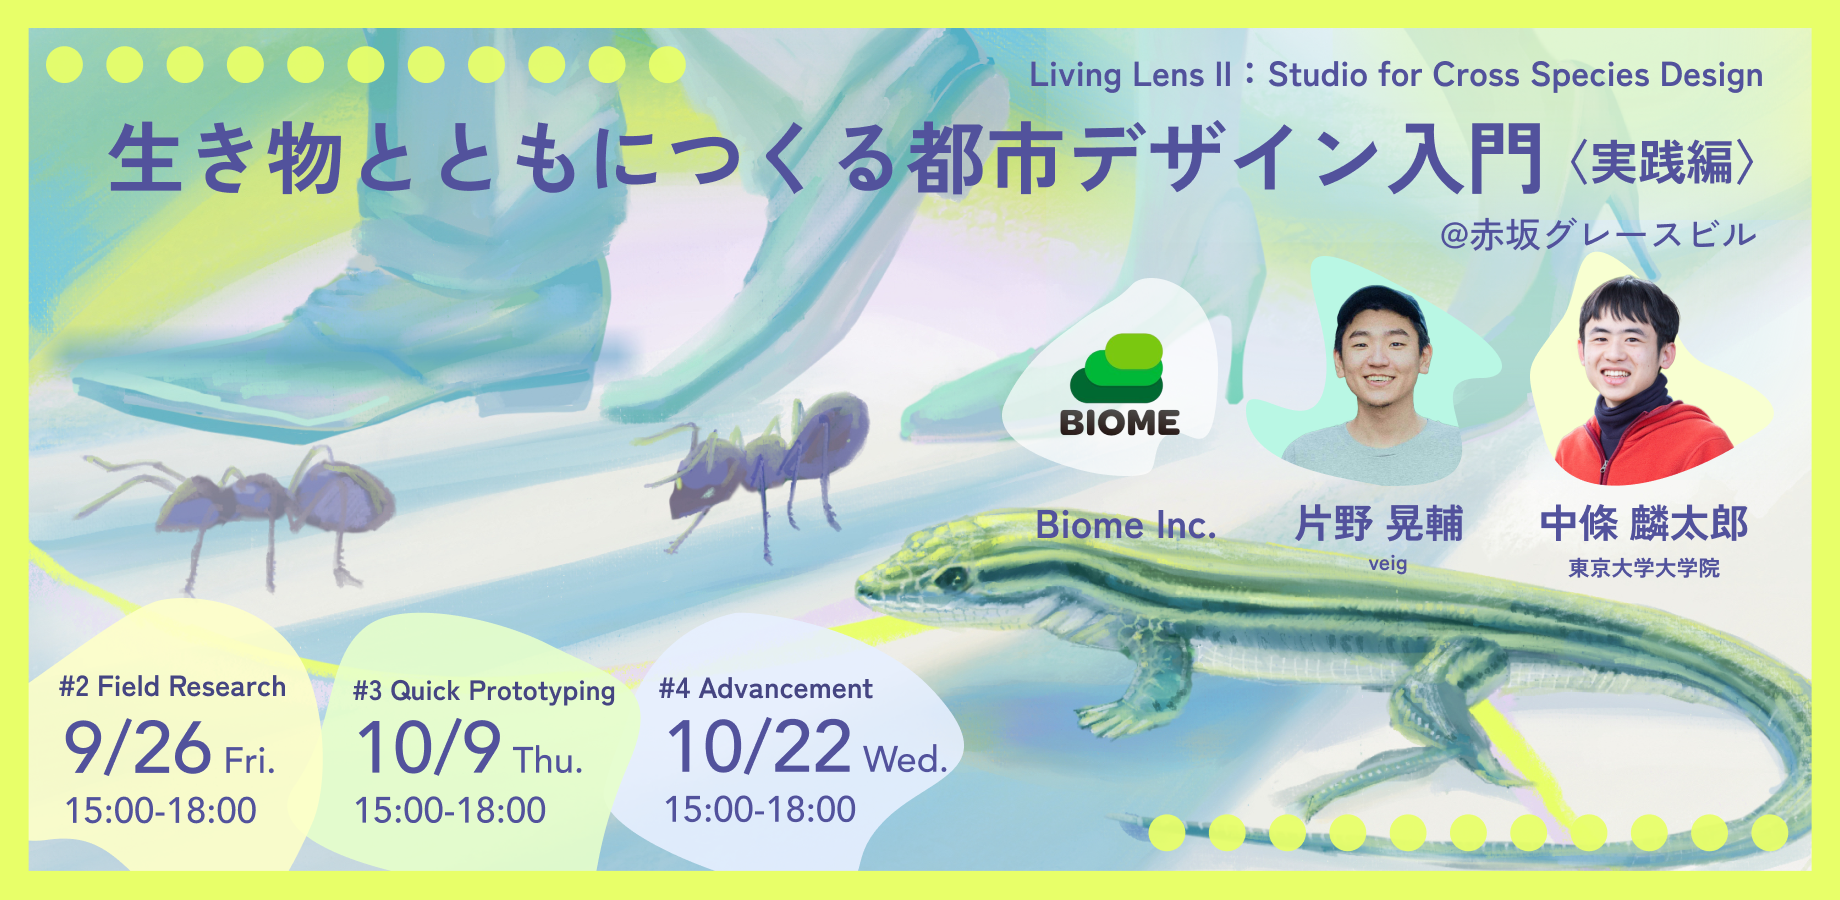 Living Lens II：Studio for Cross Species Design
生き物とともにつくる都市デザイン入門〈実践編〉
@赤坂グレースビル
BIOME
Biome Inc.
片野 晃輔
veig
中條 麟太郎
東京大学大学院
#2 Field Research
9/26 Fri.
15:00-18:00
#3 Quick Prototyping
10/9 Thu.
15:00-18:00
#4 Advancement
10/22 Wed.
15:00-18:00